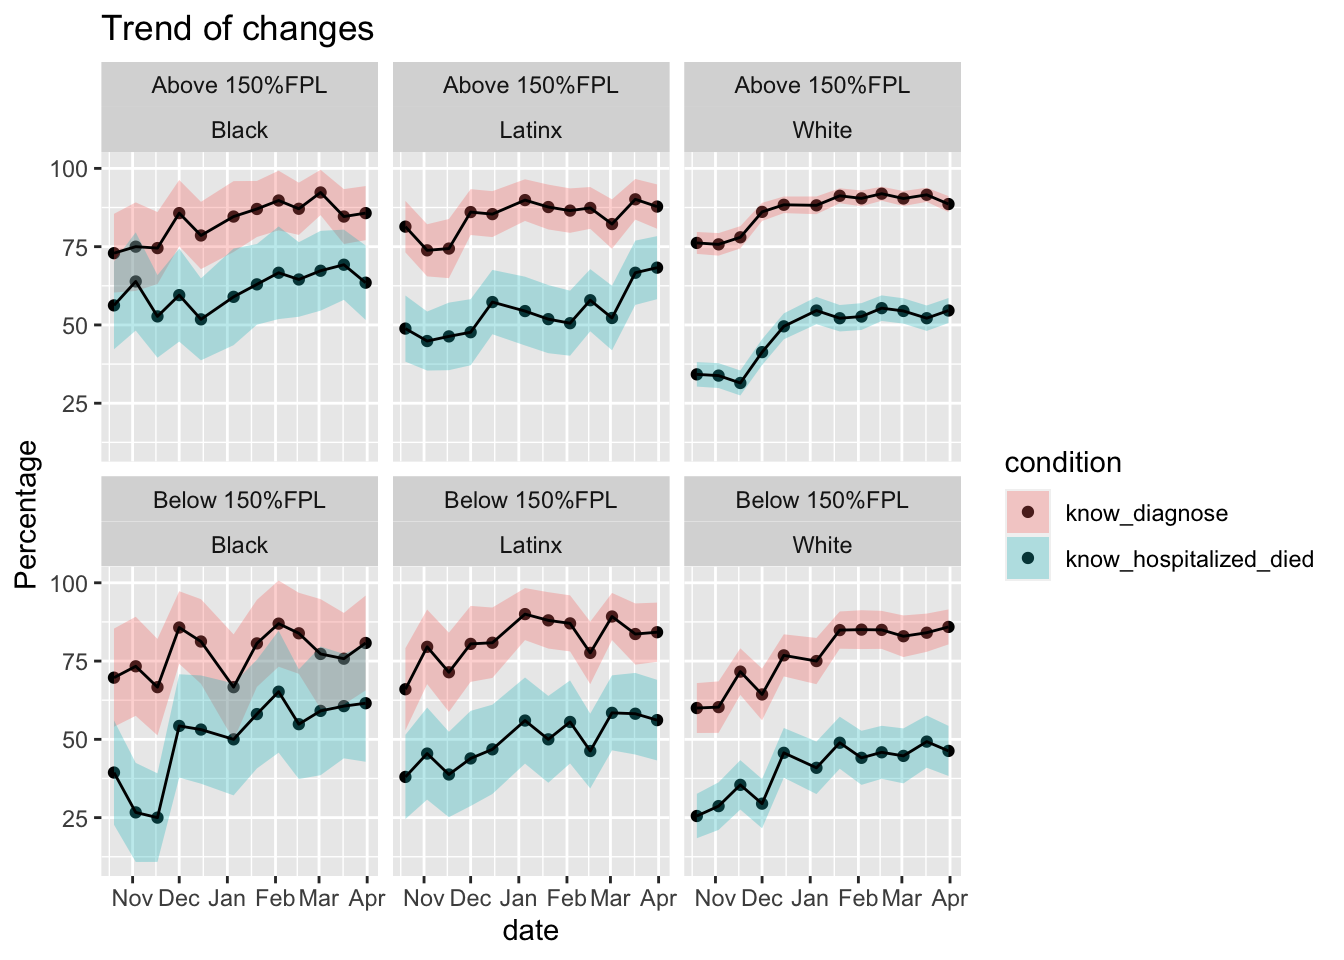 Trend of changes
Above 150%FPL Above 150%FPL Above 150%FPL
Black Latinx White
100
75
50
25
Percentage
Below 150%FPL Below 150%FPL Below 150%FPL
Black Latinx White
100
75
50
25
Nov Dec Jan Feb Mar Apr Nov Dec Jan Feb Mar Apr Nov Dec Jan Feb Mar Apr
date
condition
know_diagnose
know_hospitalized_died